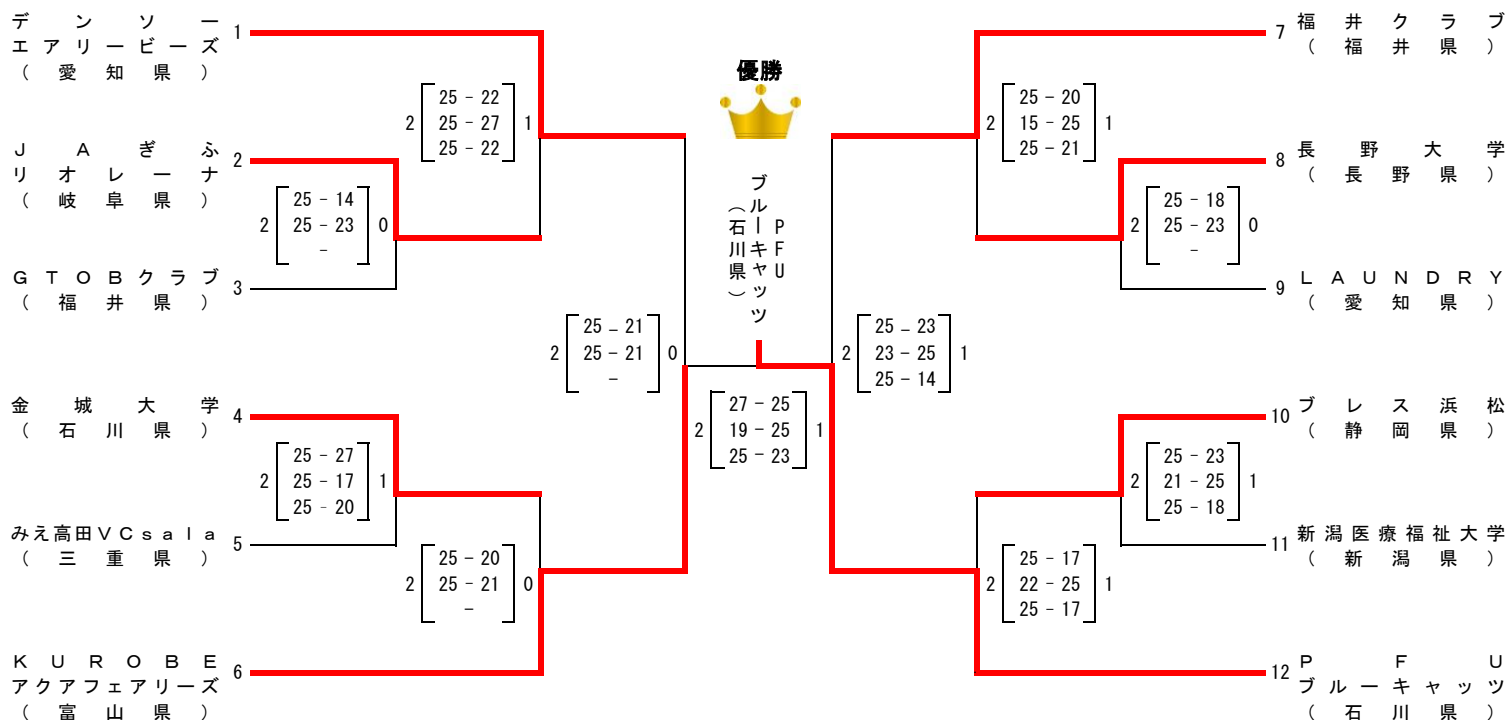 デンソー
エアリービーズ
(愛知県)
1
JAぎふ
リオレーナ
(岐阜県)
2
GTOBクラブ
(福井県)
3
金城大学
(石川県)
4
みえ高田VCsala
(三重県)
5
KUROBE
アクアフェアリーズ
(富山県)
6
2
25 - 22
25 - 27
25 - 22
1
2
25 - 14
25 - 23
-
0
2
25 - 27
25 - 17
25 - 20
1
2
25 - 20
25 - 21
-
0
2
25 - 21
25 - 21
-
0
優勝
PFU
ブルーキャッツ
(石川県)
2
27 - 25
19 - 25
25 - 23
1
2
25 - 23
23 - 25
25 - 14
1
2
25 - 20
15 - 25
25 - 21
1
2
25 - 18
25 - 23
-
0
2
25 - 23
21 - 25
25 - 18
1
2
25 - 17
22 - 25
25 - 17
1
7
福井クラブ
(福井県)
8
長野大学
(長野県)
9
LAUNDRY
(愛知県)
10
ブレス浜松
(静岡県)
11
新潟医療福祉大学
(新潟県)
12
PFU
ブルーキャッツ
(石川県)